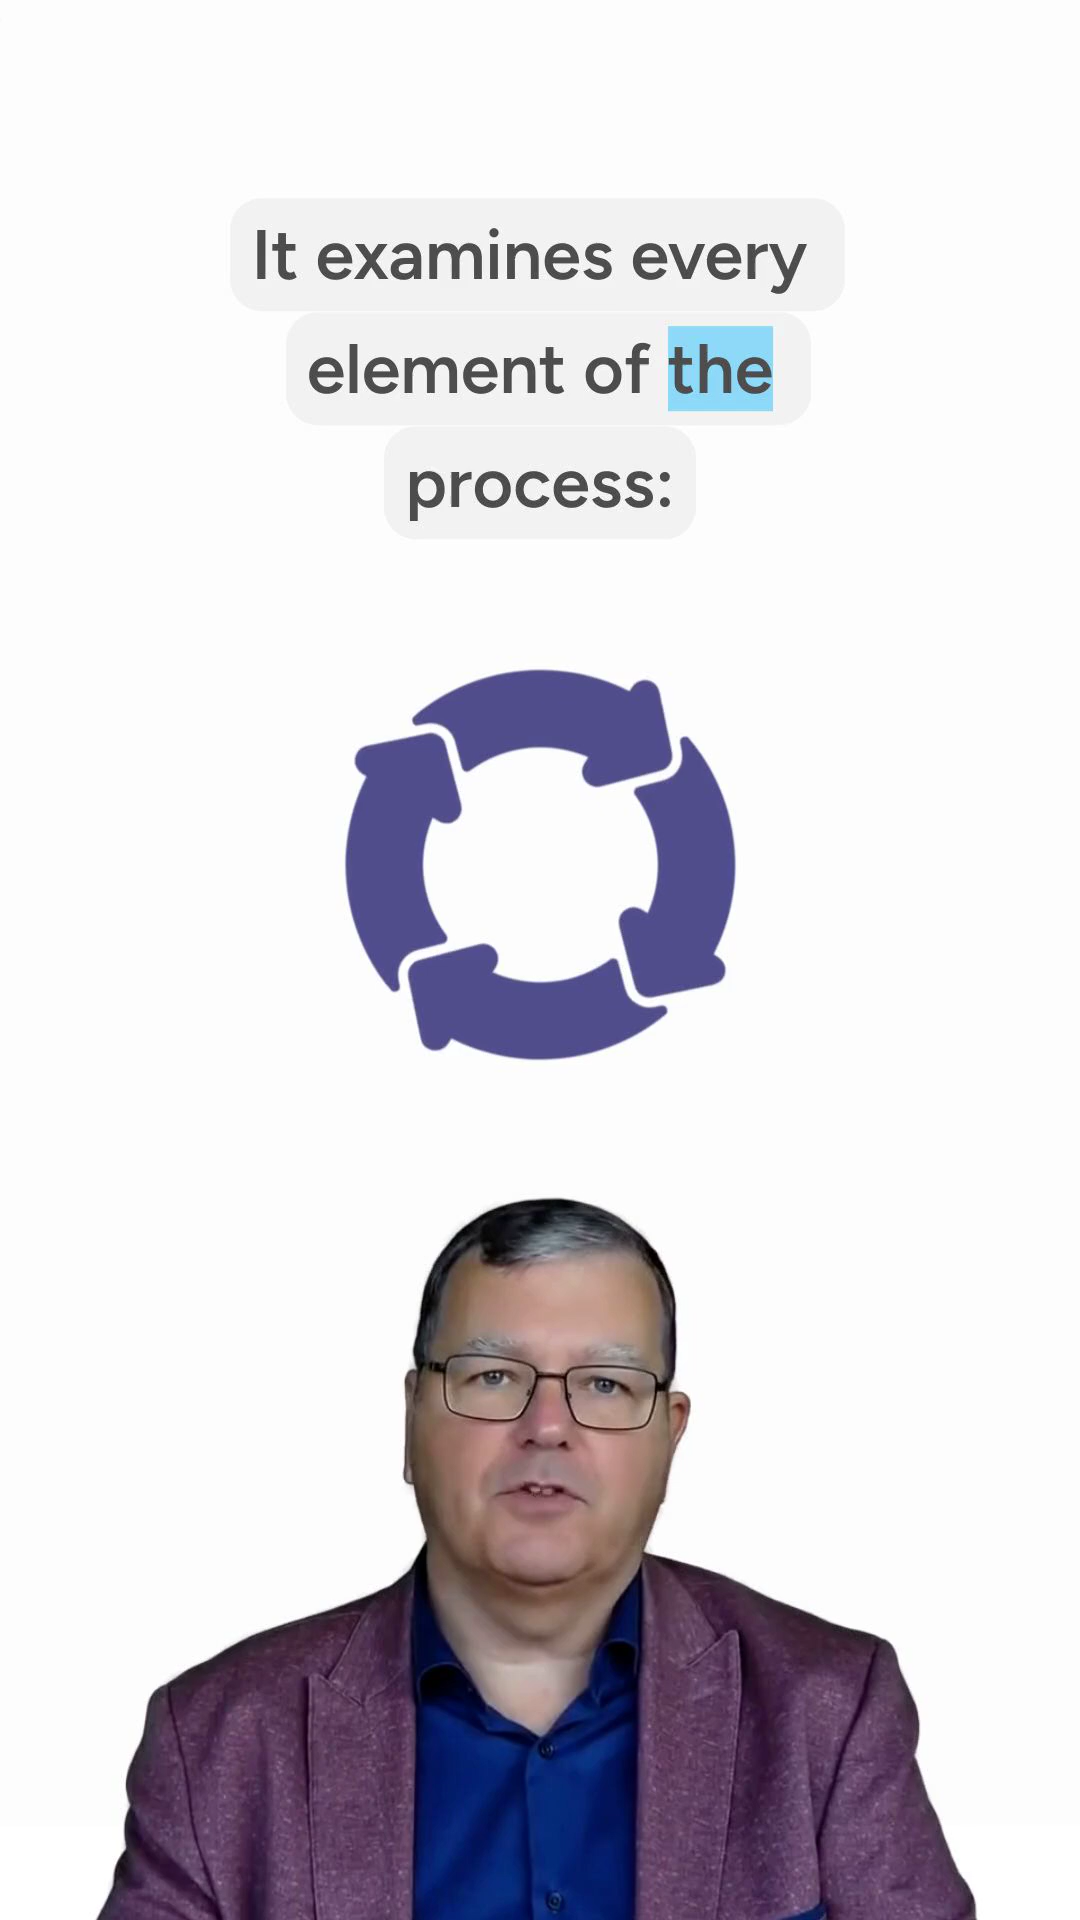 It examines every
element of the
process: